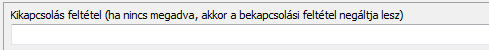 Kikapcsolás feltétel (ha nincs megadva, akkor a bekapcsolási feltétel negáltja lesz)